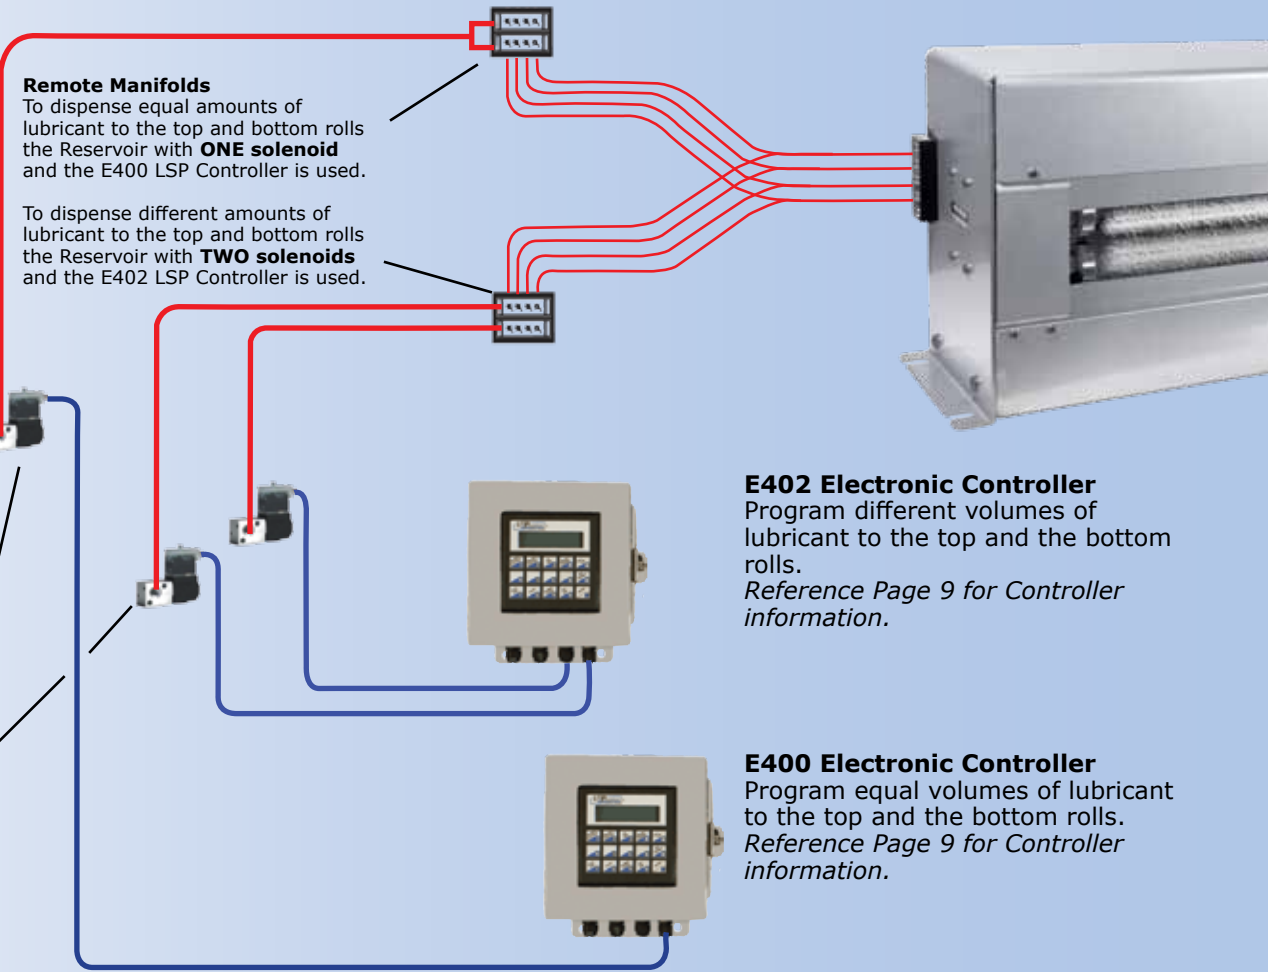 Remote Manifolds
To dispense equal amounts of
lubricant to the top and bottom rolls
the Reservoir with ONE solenoid
and the E400 LSP Controller is used.
To dispense different amounts of
lubricant to the top and bottom rolls
the Reservoir with TWO solenoids
and the E402 LSP Controller is used.
E402 Electronic Controller
Program different volumes of
lubricant to the top and the bottom
rolls.
Reference Page 9 for Controller
information.
E400 Electronic Controller
Program equal volumes of lubricant
to the top and the bottom rolls.
Reference Page 9 for Controller
information.